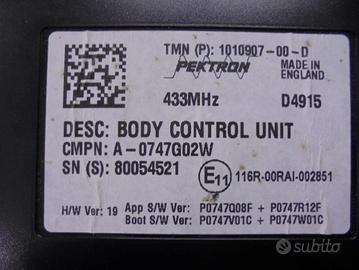 TMN (P): 1010907-00-D
PEKTRON
MADE IN
ENGLAND
433MHz
D4915
DESC: BODY CONTROL UNIT
CMPN: A-0747G02W
SN (S): 80054521
E11
116R-00RAI-002851
H/W Ver: 19
App S/W Ver: P0747Q08F + P0747R12F
Boot S/W Ver: P0747V01C + P0747W01C
subito